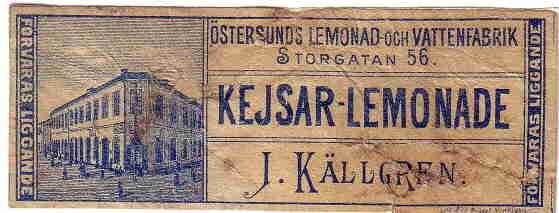 FÖRVARAS LIGGANDE
ÖSTERSUNDS LEMONAD-OCH VATTENFABRIK
STORGATAN 56.
KEJSAR-LEMONADE
J. KÄLLGREN.
FÖRVARAS LIGGANDE